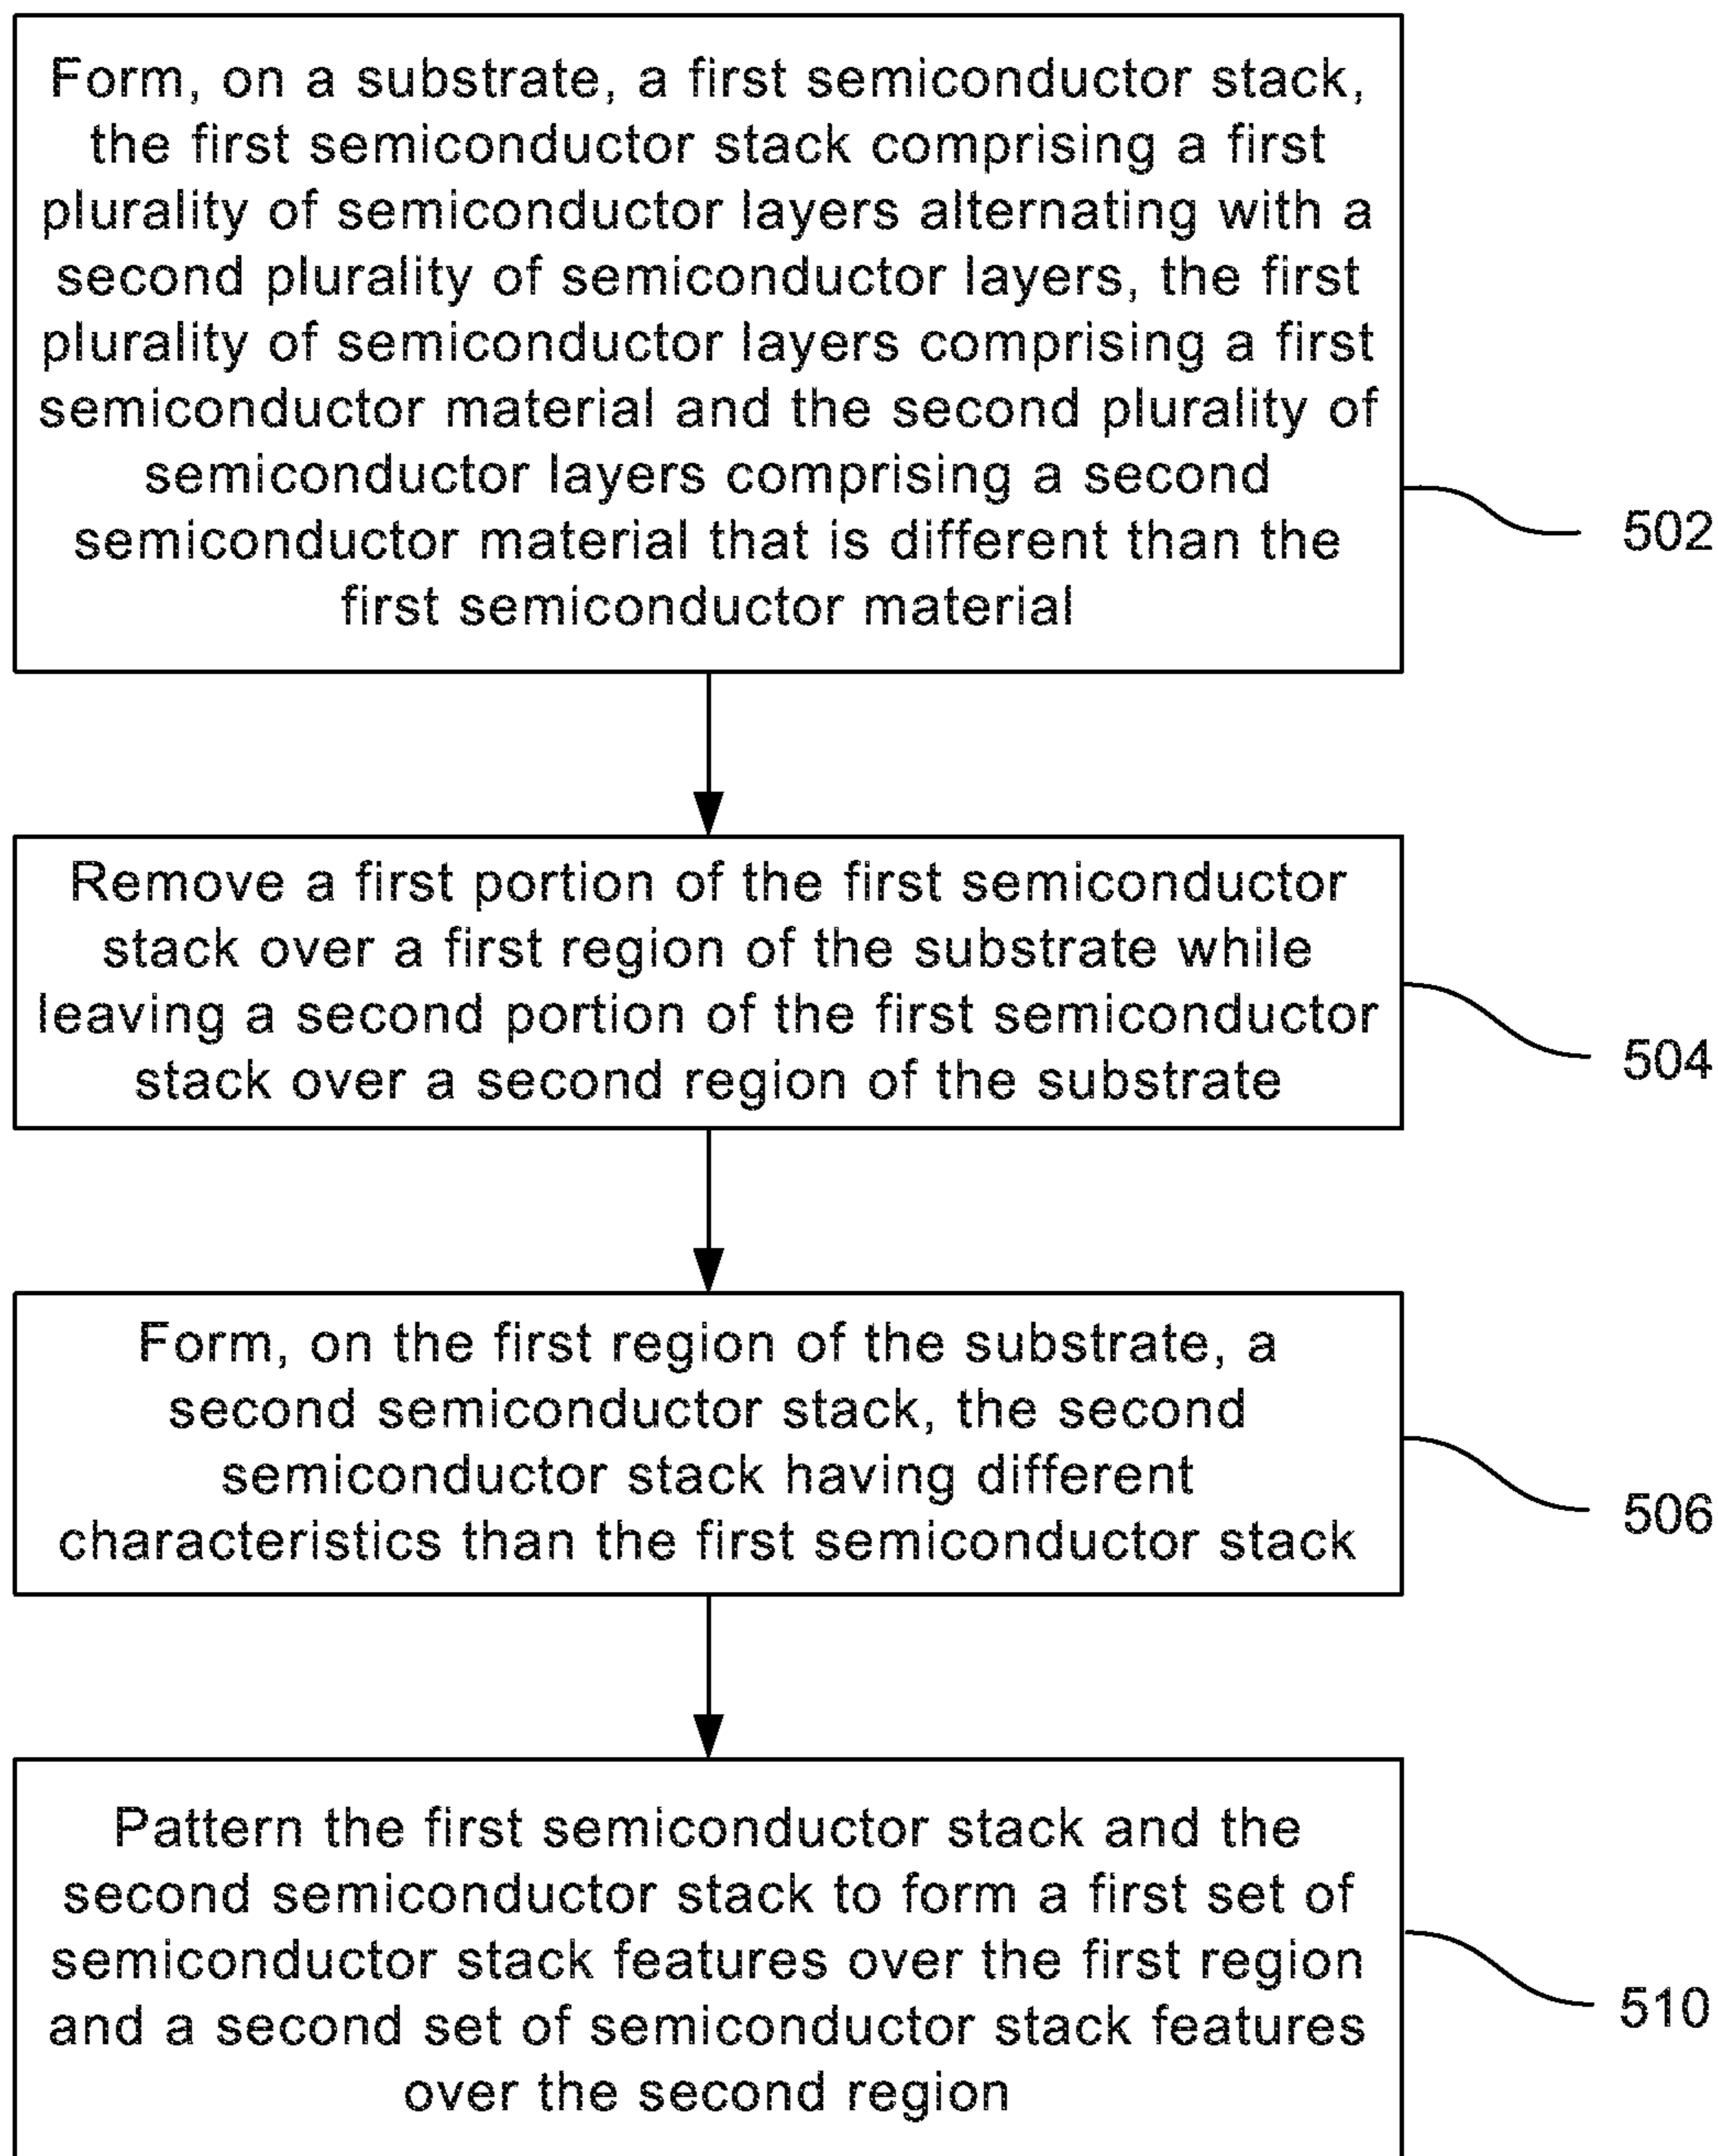 Form, on a substrate, a first semiconductor stack,
the first semiconductor stack comprising a first
plurality of semiconductor layers alternating with a
second plurality of semiconductor layers, the first
plurality of semiconductor layers comprising a first
semiconductor material and the second plurality of
semiconductor layers comprising a second
semiconductor material that is different than the
first semiconductor material
502
Remove a first portion of the first semiconductor
stack over a first region of the substrate while
leaving a second portion of the first semiconductor
stack over a second region of the substrate
504
Form, on the first region of the substrate, a
second semiconductor stack, the second
semiconductor stack having different
characteristics than the first semiconductor stack
506
Pattern the first semiconductor stack and the
second semiconductor stack to form a first set of
semiconductor stack features over the first region
and a second set of semiconductor stack features
over the second region
510